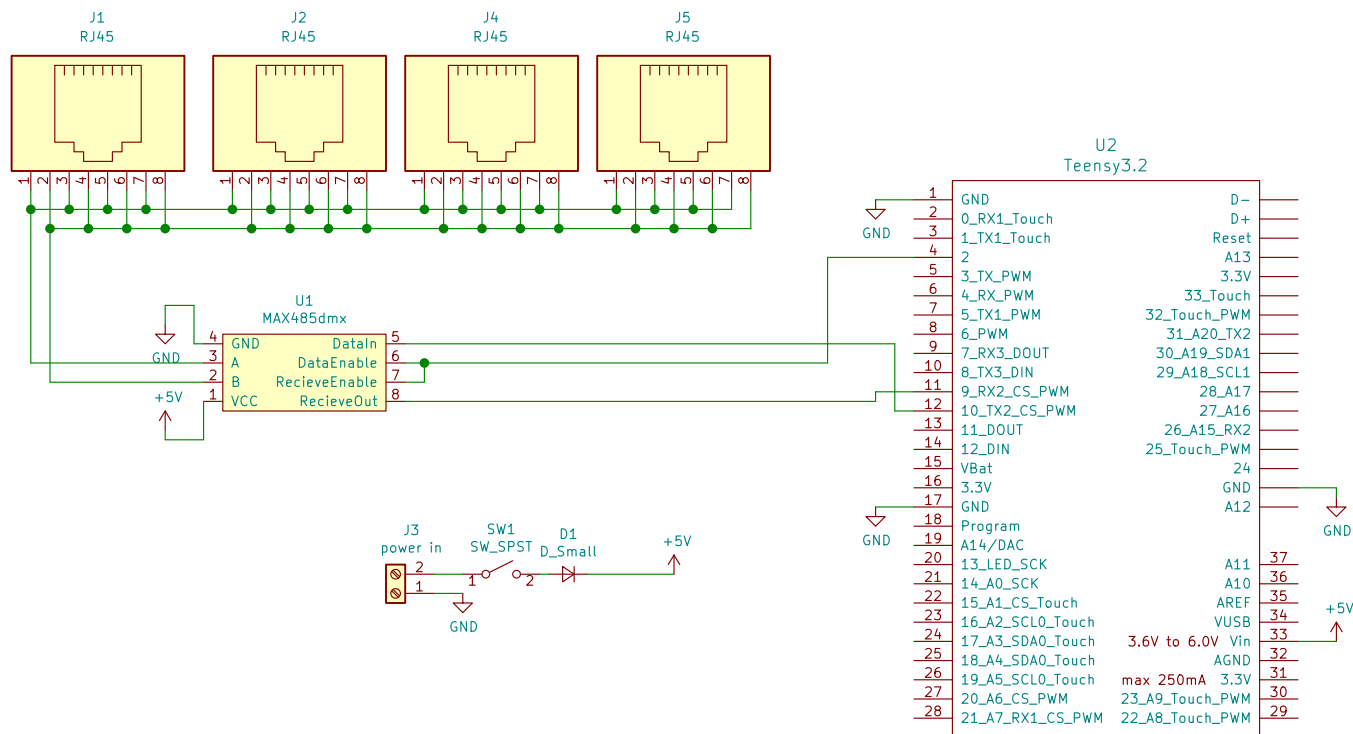 J1
RJ45
J2
RJ45
J4
RJ45
J5
RJ45
1 2 3 4 5 6 7 8
1 2 3 4 5 6 7 8
1 2 3 4 5 6 7 8
1 2 3 4 5 6 7 8
U1
MAX485dmx
GND
4 GND DataIn 5
3 A DataEnable 6
2 B RecieveEnable 7
1 VCC RecieveOut 8
+5V
J3
power in
2
1
GND
SW1
SW_SPST
1 2
D1
D_Small
+5V
U2
Teensy3.2
1 GND D-
GND
2 0_RX1_Touch D+
3 1_TX1_Touch Reset
4 2 A13
5 3_TX_PWM 3.3V
6 4_RX_PWM 33_Touch
7 5_TX1_PWM 32_Touch_PWM
8 6_PWM 31_A20_TX2
9 7_RX3_DOUT 30_A19_SDA1
10 8_TX3_DIN 29_A18_SCL1
11 9_RX2_CS_PWM 28_A17
12 10_TX2_CS_PWM 27_A16
13 11_DOUT 26_A15_RX2
14 12_DIN 25_Touch_PWM
15 VBat 24
16 3.3V GND
17 GND A12
GND
GND
18 Program
19 A14/DAC
20 13_LED_SCK A11 37
21 14_A0_SCK A10 36
22 15_A1_CS_Touch AREF 35
23 16_A2_SCL0_Touch VUSB 34
+5V
24 17_A3_SDA0_Touch 3.6V to 6.0V Vin 33
25 18_A4_SDA0_Touch AGND 32
26 19_A5_SCL0_Touch max 250mA 3.3V 31
27 20_A6_CS_PWM 23_A9_Touch_PWM 30
28 21_A7_RX1_CS_PWM 22_A8_Touch_PWM 29